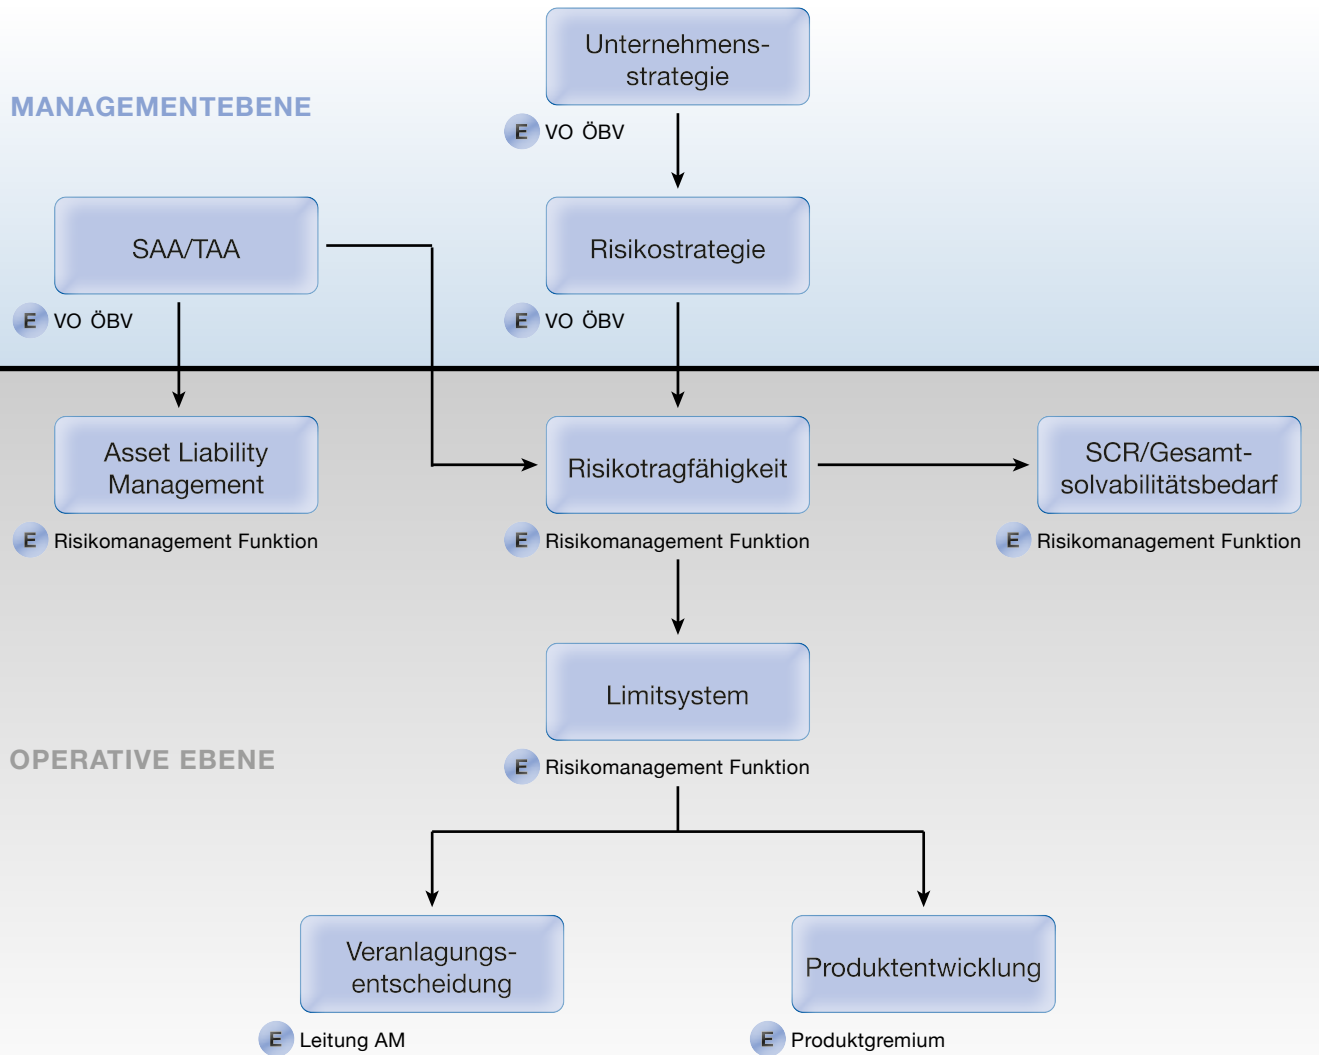 Unternehmens-
strategie
MANAGEMENTEBENE
E VO ÖBV
SAA/TAA
Risikostrategie
E VO ÖBV
E VO ÖBV
Asset Liability
Management
Risikotragfähigkeit
SCR/Gesamt-
solvabilitätsbedarf
E Risikomanagement Funktion
E Risikomanagement Funktion
E Risikomanagement Funktion
Limitsystem
OPERATIVE EBENE
E Risikomanagement Funktion
Veranlagungs-
entscheidung
Produktentwicklung
E Leitung AM
E Produktgremium